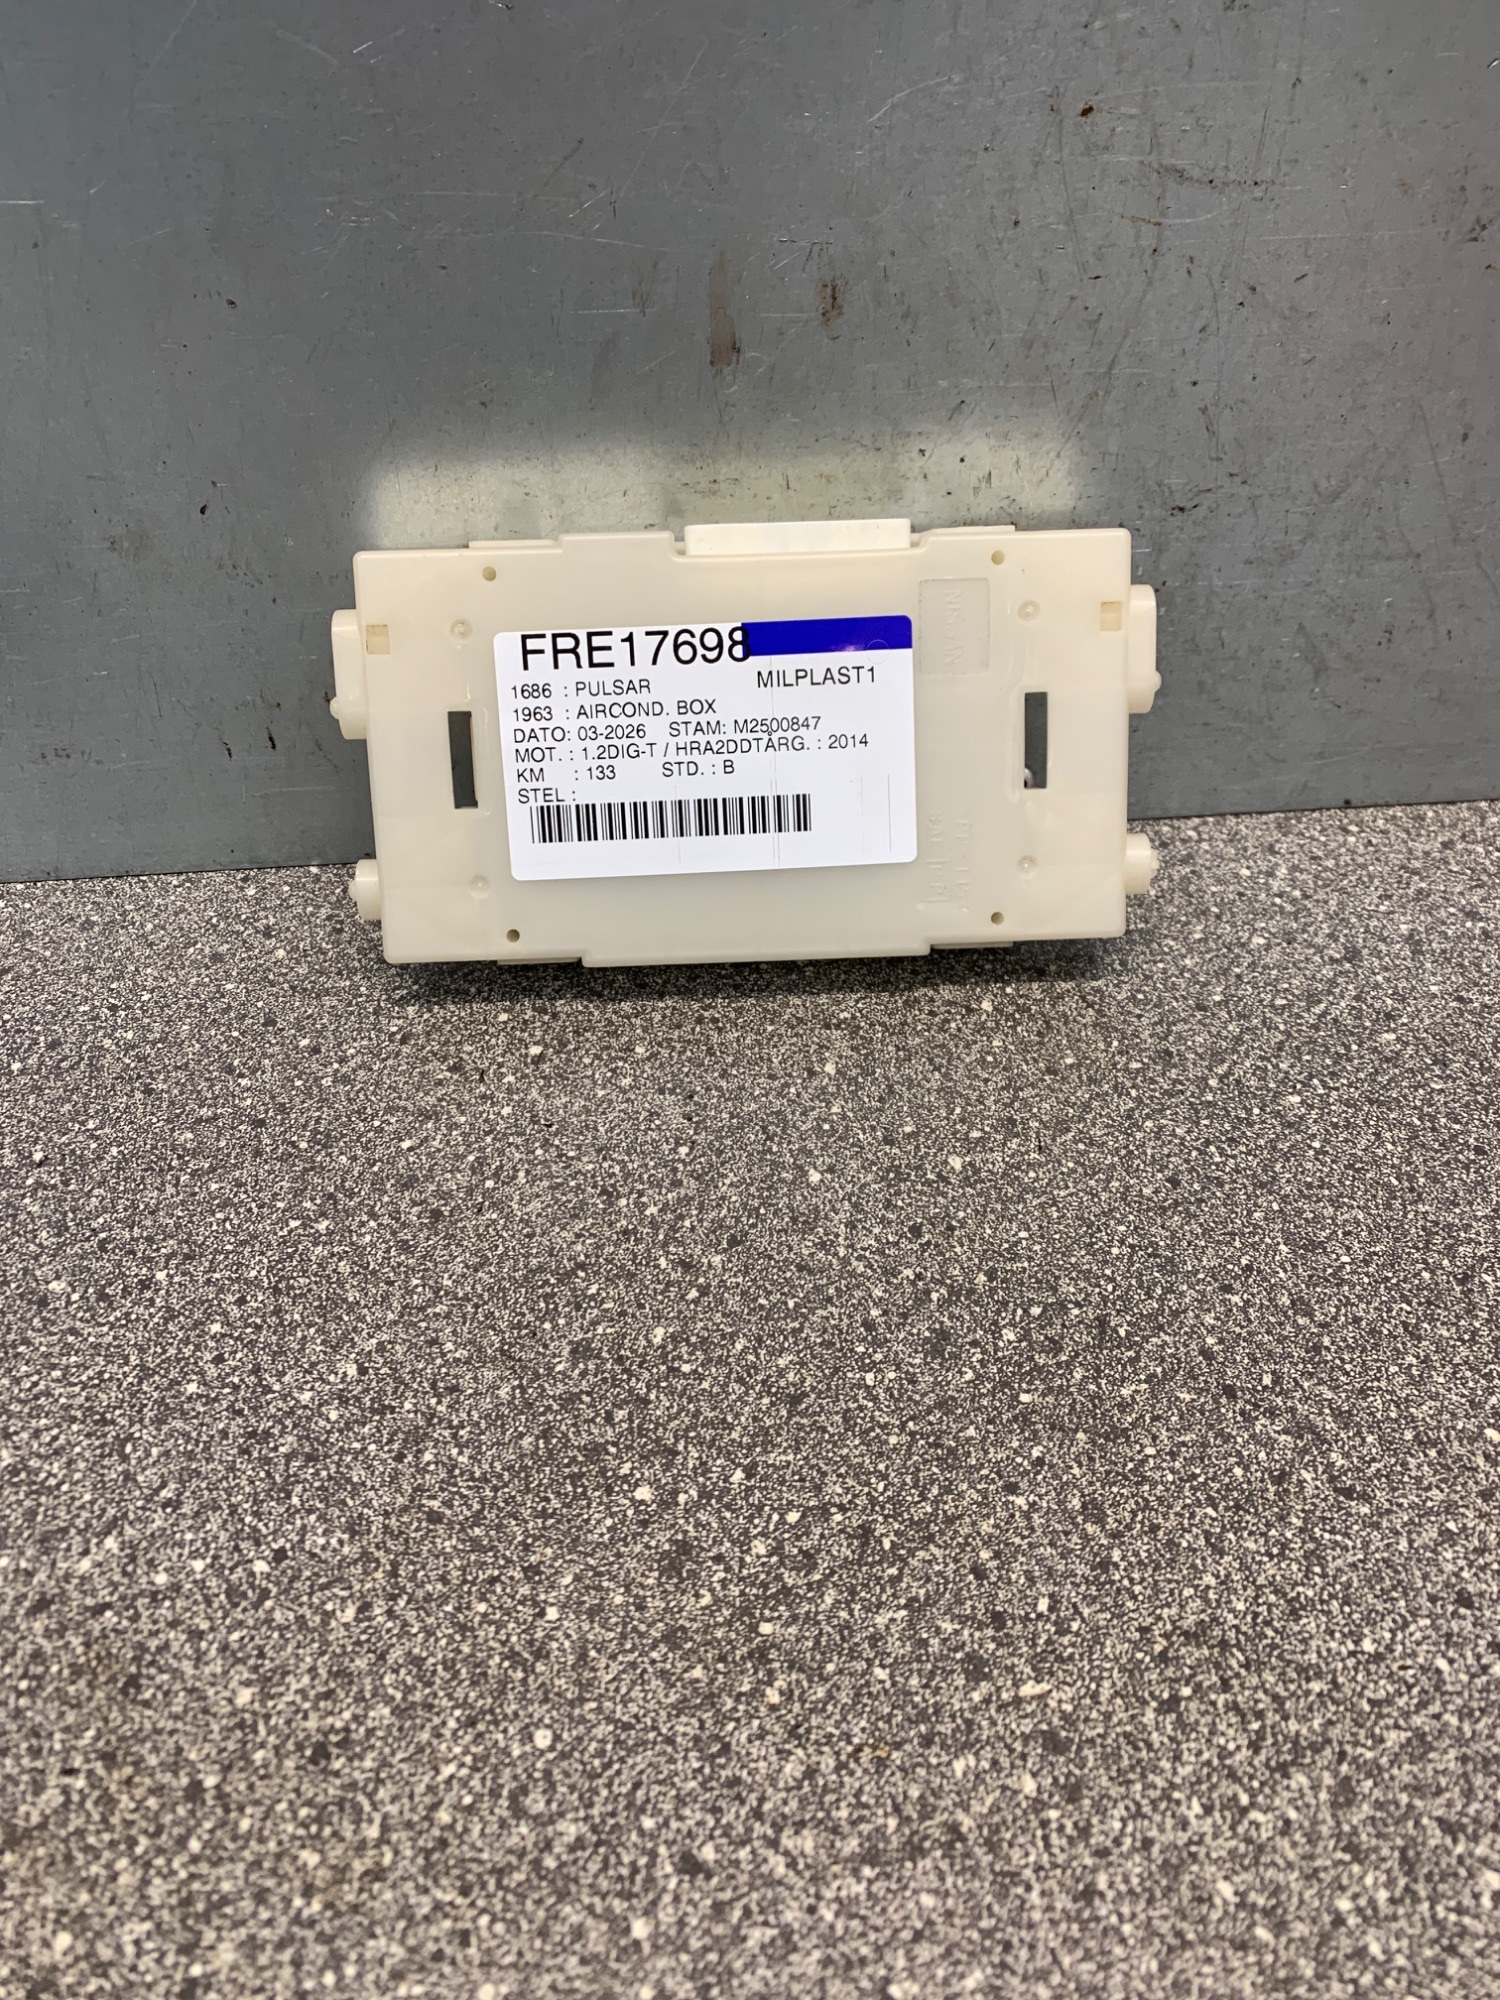 FRE17698
MILPLAST1
1686 : PULSAR
1963 : AIRCOND. BOX
DATO: 03-2026 STAM: M2500847
MOT. : 1.2DIG-T / HRA2DDTÅRG. : 2014
KM : 133 STD. : B
STEL :
NISSAN